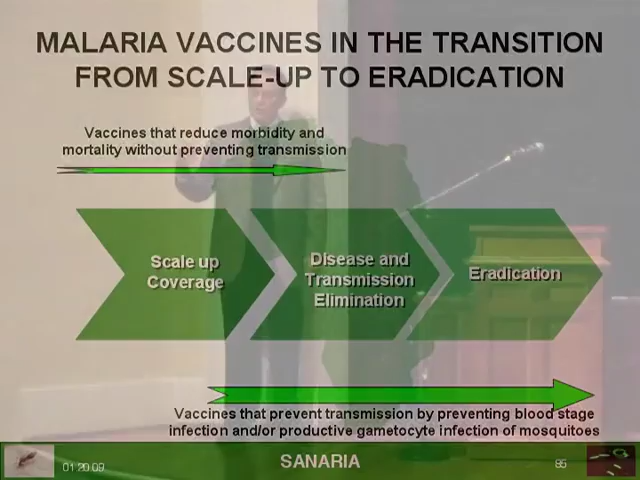 MALARIA VACCINES IN THE TRANSITION
FROM SCALE-UP TO ERADICATION
Vaccines that reduce morbidity and
mortality without preventing transmission
Scale up
Coverage
Disease and
Transmission
Elimination
Eradication
Vaccines that prevent transmission by preventing blood stage
infection and/or productive gametocyte infection of mosquitoes
01.20.09
SANARIA
85